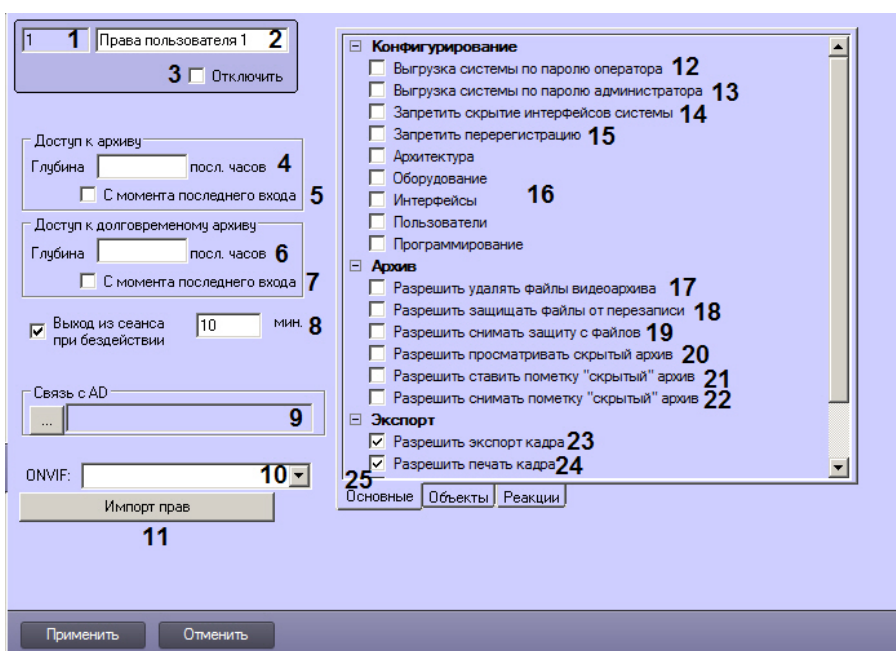 1 1 Права пользователя 1 2
3 Отключить
Доступ к архиву
Глубина посл. часов 4
С момента последнего входа 5
Доступ к долговременому архиву
Глубина посл. часов 6
С момента последнего входа 7
Выход из сеанса при бездействии 10 мин. 8
Связь с AD
... 9
ONVIF: 10
Импорт прав
11
Конфигурирование
Выгрузка системы по паролю оператора 12
Выгрузка системы по паролю администратора 13
Запретить скрытие интерфейсов системы 14
Запретить перерегистрацию 15
Архитектура
Оборудование
Интерфейсы 16
Пользователи
Программирование
Архив
Разрешить удалять файлы видеоархива 17
Разрешить защищать файлы от перезаписи 18
Разрешить снимать защиту с файлов 19
Разрешить просматривать скрытый архив 20
Разрешить ставить пометку "скрытый" архив 21
Разрешить снимать пометку "скрытый" архив 22
Экспорт
Разрешить экспорт кадра 23
Разрешить печать кадра 24
25
Основные Объекты Реакции
Применить Отменить